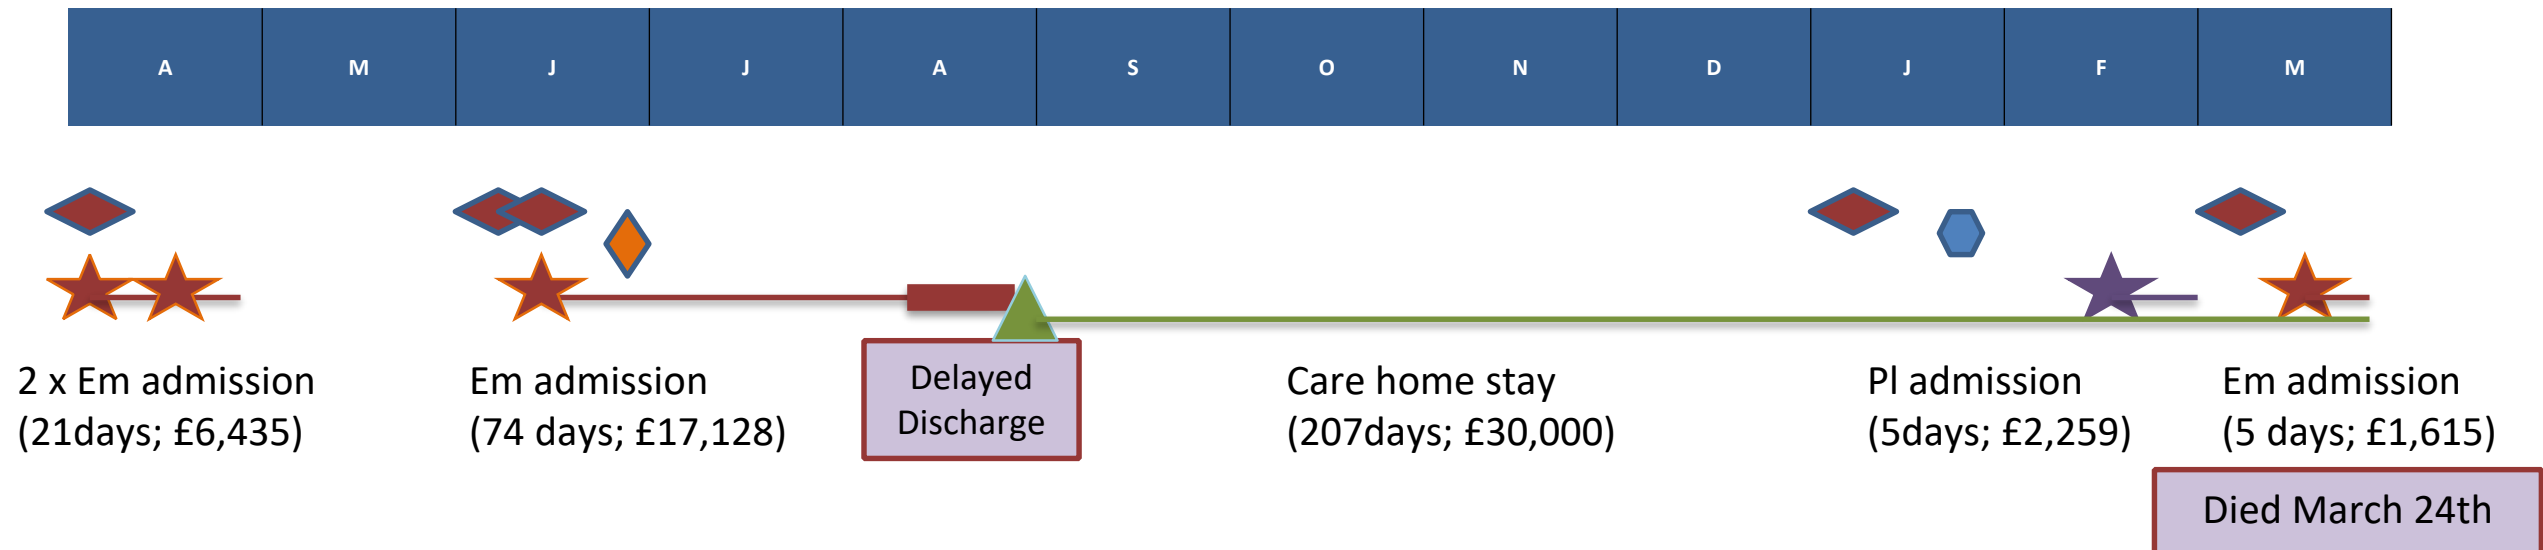 A M J J A S O N D J F M
2 x Em admission
(21days; £6,435)
Em admission
(74 days; £17,128)
Delayed
Discharge
Care home stay
(207days; £30,000)
Pl admission
(5days; £2,259)
Em admission
(5 days; £1,615)
Died March 24th